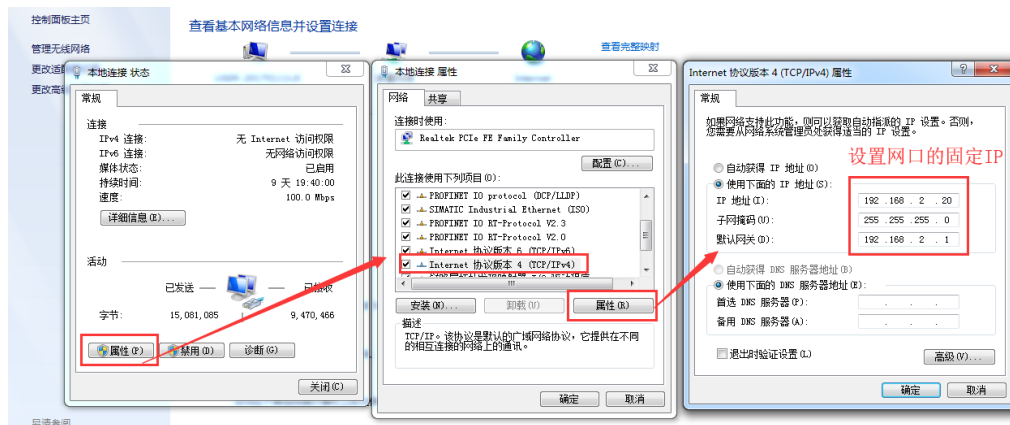 控制面板主页
查看基本网络信息并设置连接
管理无线网络
查看完整映射
本地连接 状态
常规
连接
IPv4 连接: 无 Internet 访问权限
IPv6 连接: 无网络访问权限
媒体状态: 已启用
持续时间: 9 天 19:40:00
速度: 100.0 Mbps
详细信息(E)...
活动
已发送 — — 已接收
字节: 15,081,085 | 9,470,466
属性(P) 禁用(D) 诊断(G)
关闭(C)
本地连接 属性
网络 共享
连接时使用:
Realtek PCIe FE Family Controller
配置(C)...
此连接使用下列项目(O):
PROFINET IO protocol (DCP/LLDP)
SIMATIC Industrial Ethernet (ISO)
PROFINET IO RT-Protocol V2.3
PROFINET IO RT-Protocol V2.0
Internet 协议版本 6 (TCP/IPv6)
Internet 协议版本 4 (TCP/IPv4)
安装(N)... 卸载(U) 属性(R)
描述
TCP/IP。该协议是默认的广域网络协议，它提供在不同
的相互连接的网络上的通讯。
确定 取消
Internet 协议版本 4 (TCP/IPv4) 属性
常规
如果网络支持此功能，则可以获取自动指派的 IP 设置。否则，
您需要从网络系统管理员处获得适当的 IP 设置。
设置网口的固定IP
自动获得 IP 地址(O)
使用下面的 IP 地址(S):
IP 地址(I): 192 .168 . 2 . 20
子网掩码(U): 255 .255 .255 . 0
默认网关(D): 192 .168 . 2 . 1
自动获得 DNS 服务器地址(B)
使用下面的 DNS 服务器地址(E):
首选 DNS 服务器(P):
备用 DNS 服务器(A):
退出时验证设置(L)
高级(V)...
确定 取消